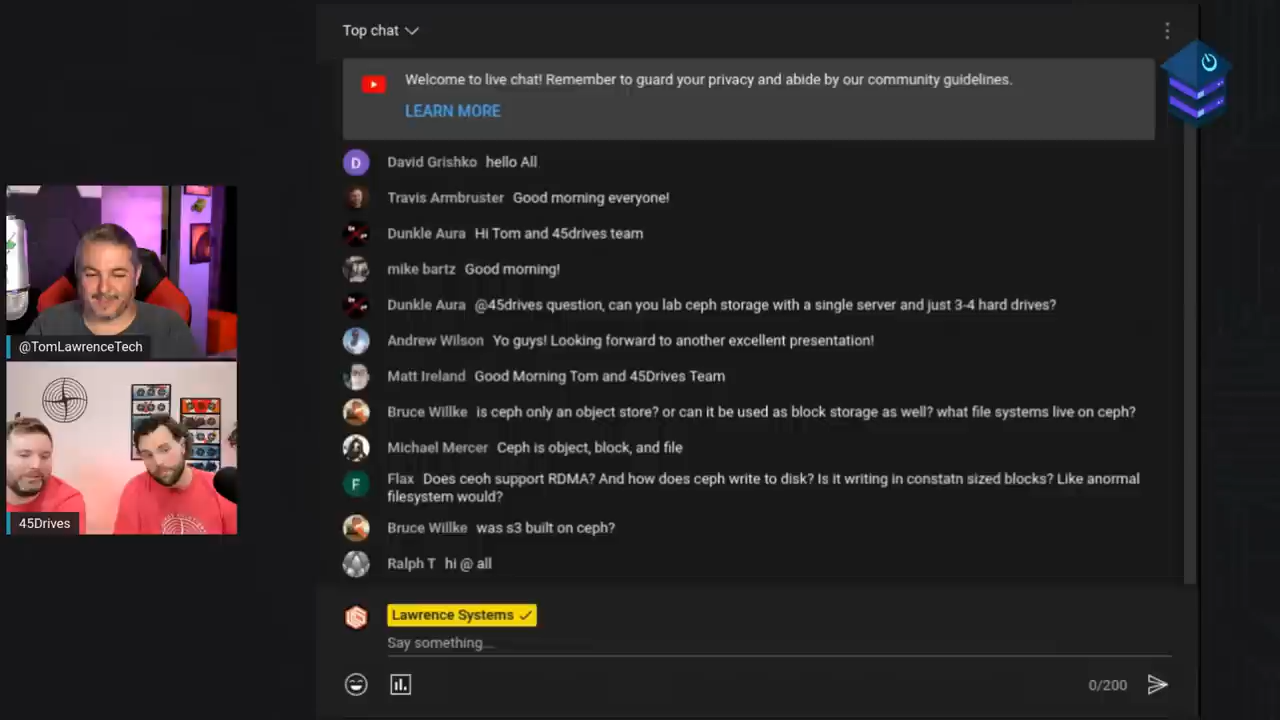 Top chat
Welcome to live chat! Remember to guard your privacy and abide by our community guidelines.
LEARN MORE
D David Grishko hello All
Travis Armbruster Good morning everyone!
Dunkle Aura Hi Tom and 45drives team
mike bartz Good morning!
Dunkle Aura @45drives question, can you lab ceph storage with a single server and just 3-4 hard drives?
Andrew Wilson Yo guys! Looking forward to another excellent presentation!
Matt Ireland Good Morning Tom and 45Drives Team
Bruce Willke is ceph only an object store? or can it be used as block storage as well? what file systems live on ceph?
Michael Mercer Ceph is object, block, and file
F Flax Does ceoh support RDMA? And how does ceph write to disk? Is it writing in constatn sized blocks? Like anormal
filesystem would?
Bruce Willke was s3 built on ceph?
Ralph T hi @ all
Lawrence Systems
Say something...
0/200
@TomLawrenceTech
45Drives